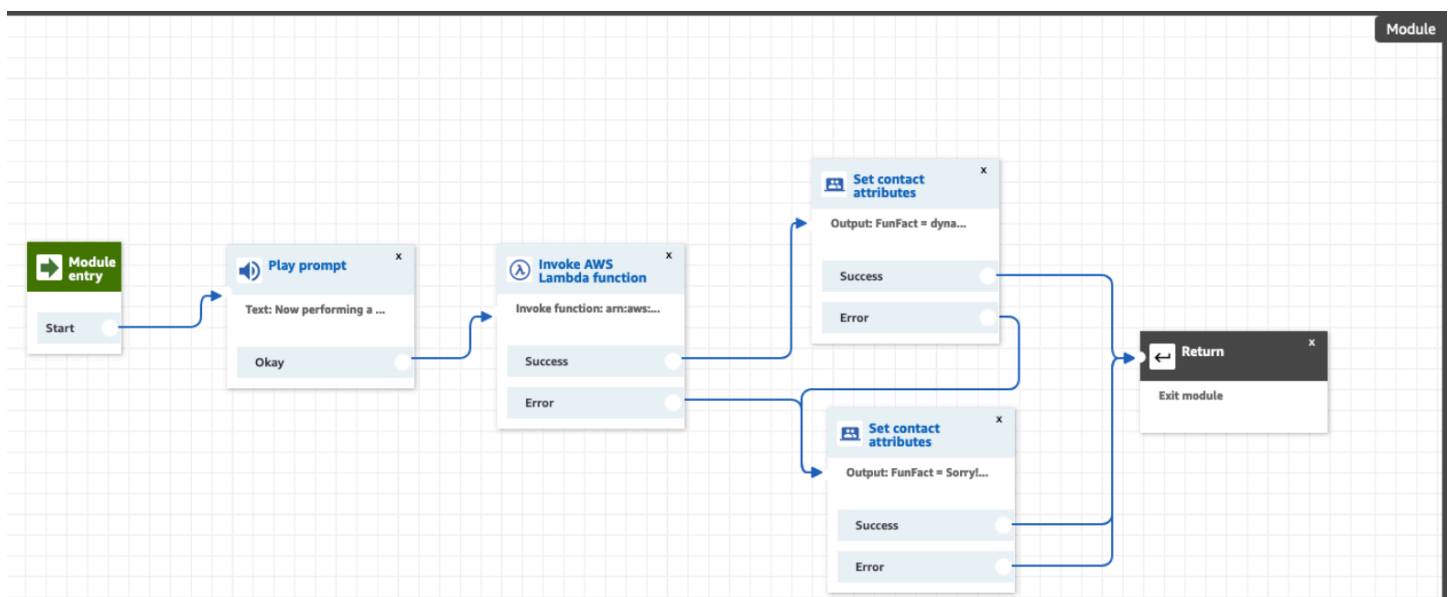 Module
Module
entry
Start
Play prompt
x
Text: Now performing a ...
Okay
Invoke AWS
Lambda function
x
Invoke function: arn:aws:...
Success
Error
Set contact
attributes
x
Output: FunFact = dyna...
Success
Error
Set contact
attributes
x
Output: FunFact = Sorry!...
Success
Error
Return
x
Exit module